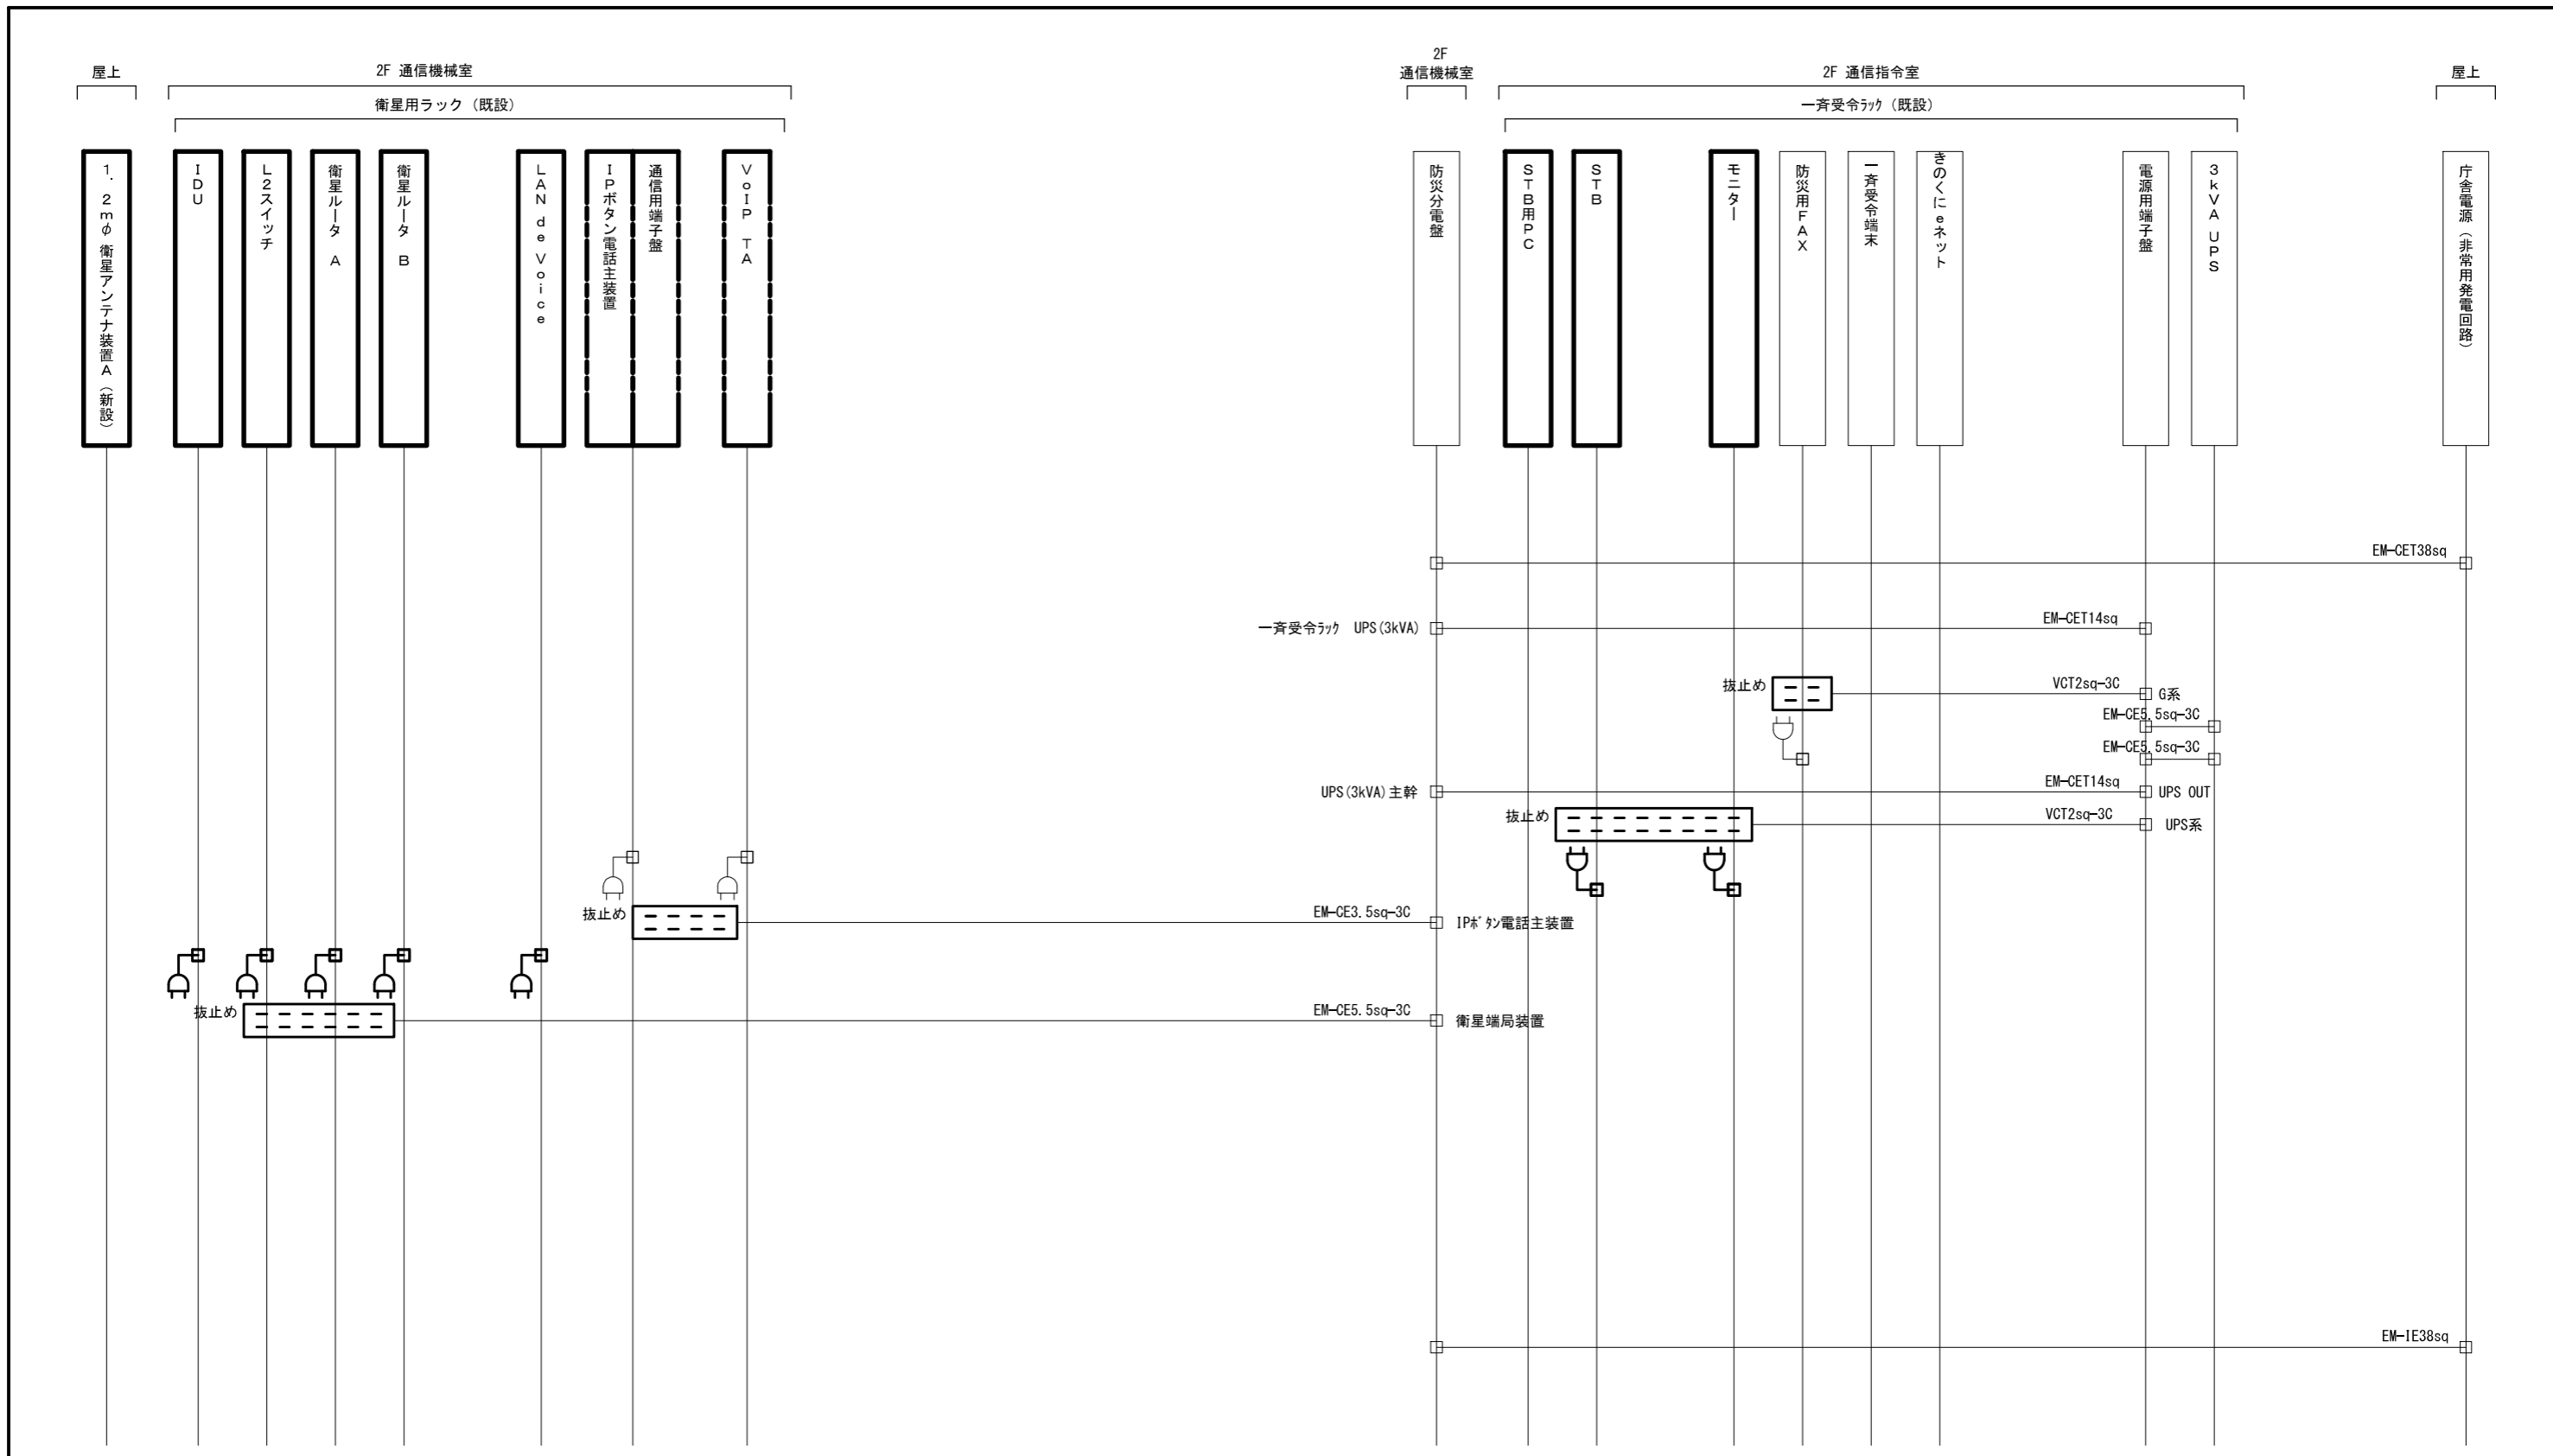 屋上
2F 通信機械室
衛星用ラック（既設）
2F
通信機械室
2F 通信指令室
一斉受令ﾗｯｸ（既設）
屋上
1．2mφ 衛星アンテナ装置A（新設）
IDU
L2スイッチ
衛星ルータ A
衛星ルータ B
LAN de Voice
IPボタン電話主装置
通信用端子盤
VoIP TA
防災分電盤
STB用PC
STB
モニター
防災用FAX
一斉受令端末
きのくにeネット
電源用端子盤
3kVA UPS
庁舎電源（非常用発電回路）
EM-CET38sq
一斉受令ﾗｯｸ UPS(3kVA)
EM-CET14sq
抜止め
VCT2sq-3C
G系
EM-CE5.5sq-3C
EM-CE5.5sq-3C
UPS(3kVA)主幹
EM-CET14sq
UPS OUT
抜止め
VCT2sq-3C
UPS系
抜止め
EM-CE3.5sq-3C
IPﾎﾞﾀﾝ電話主装置
抜止め
EM-CE5.5sq-3C
衛星端局装置
EM-IE38sq